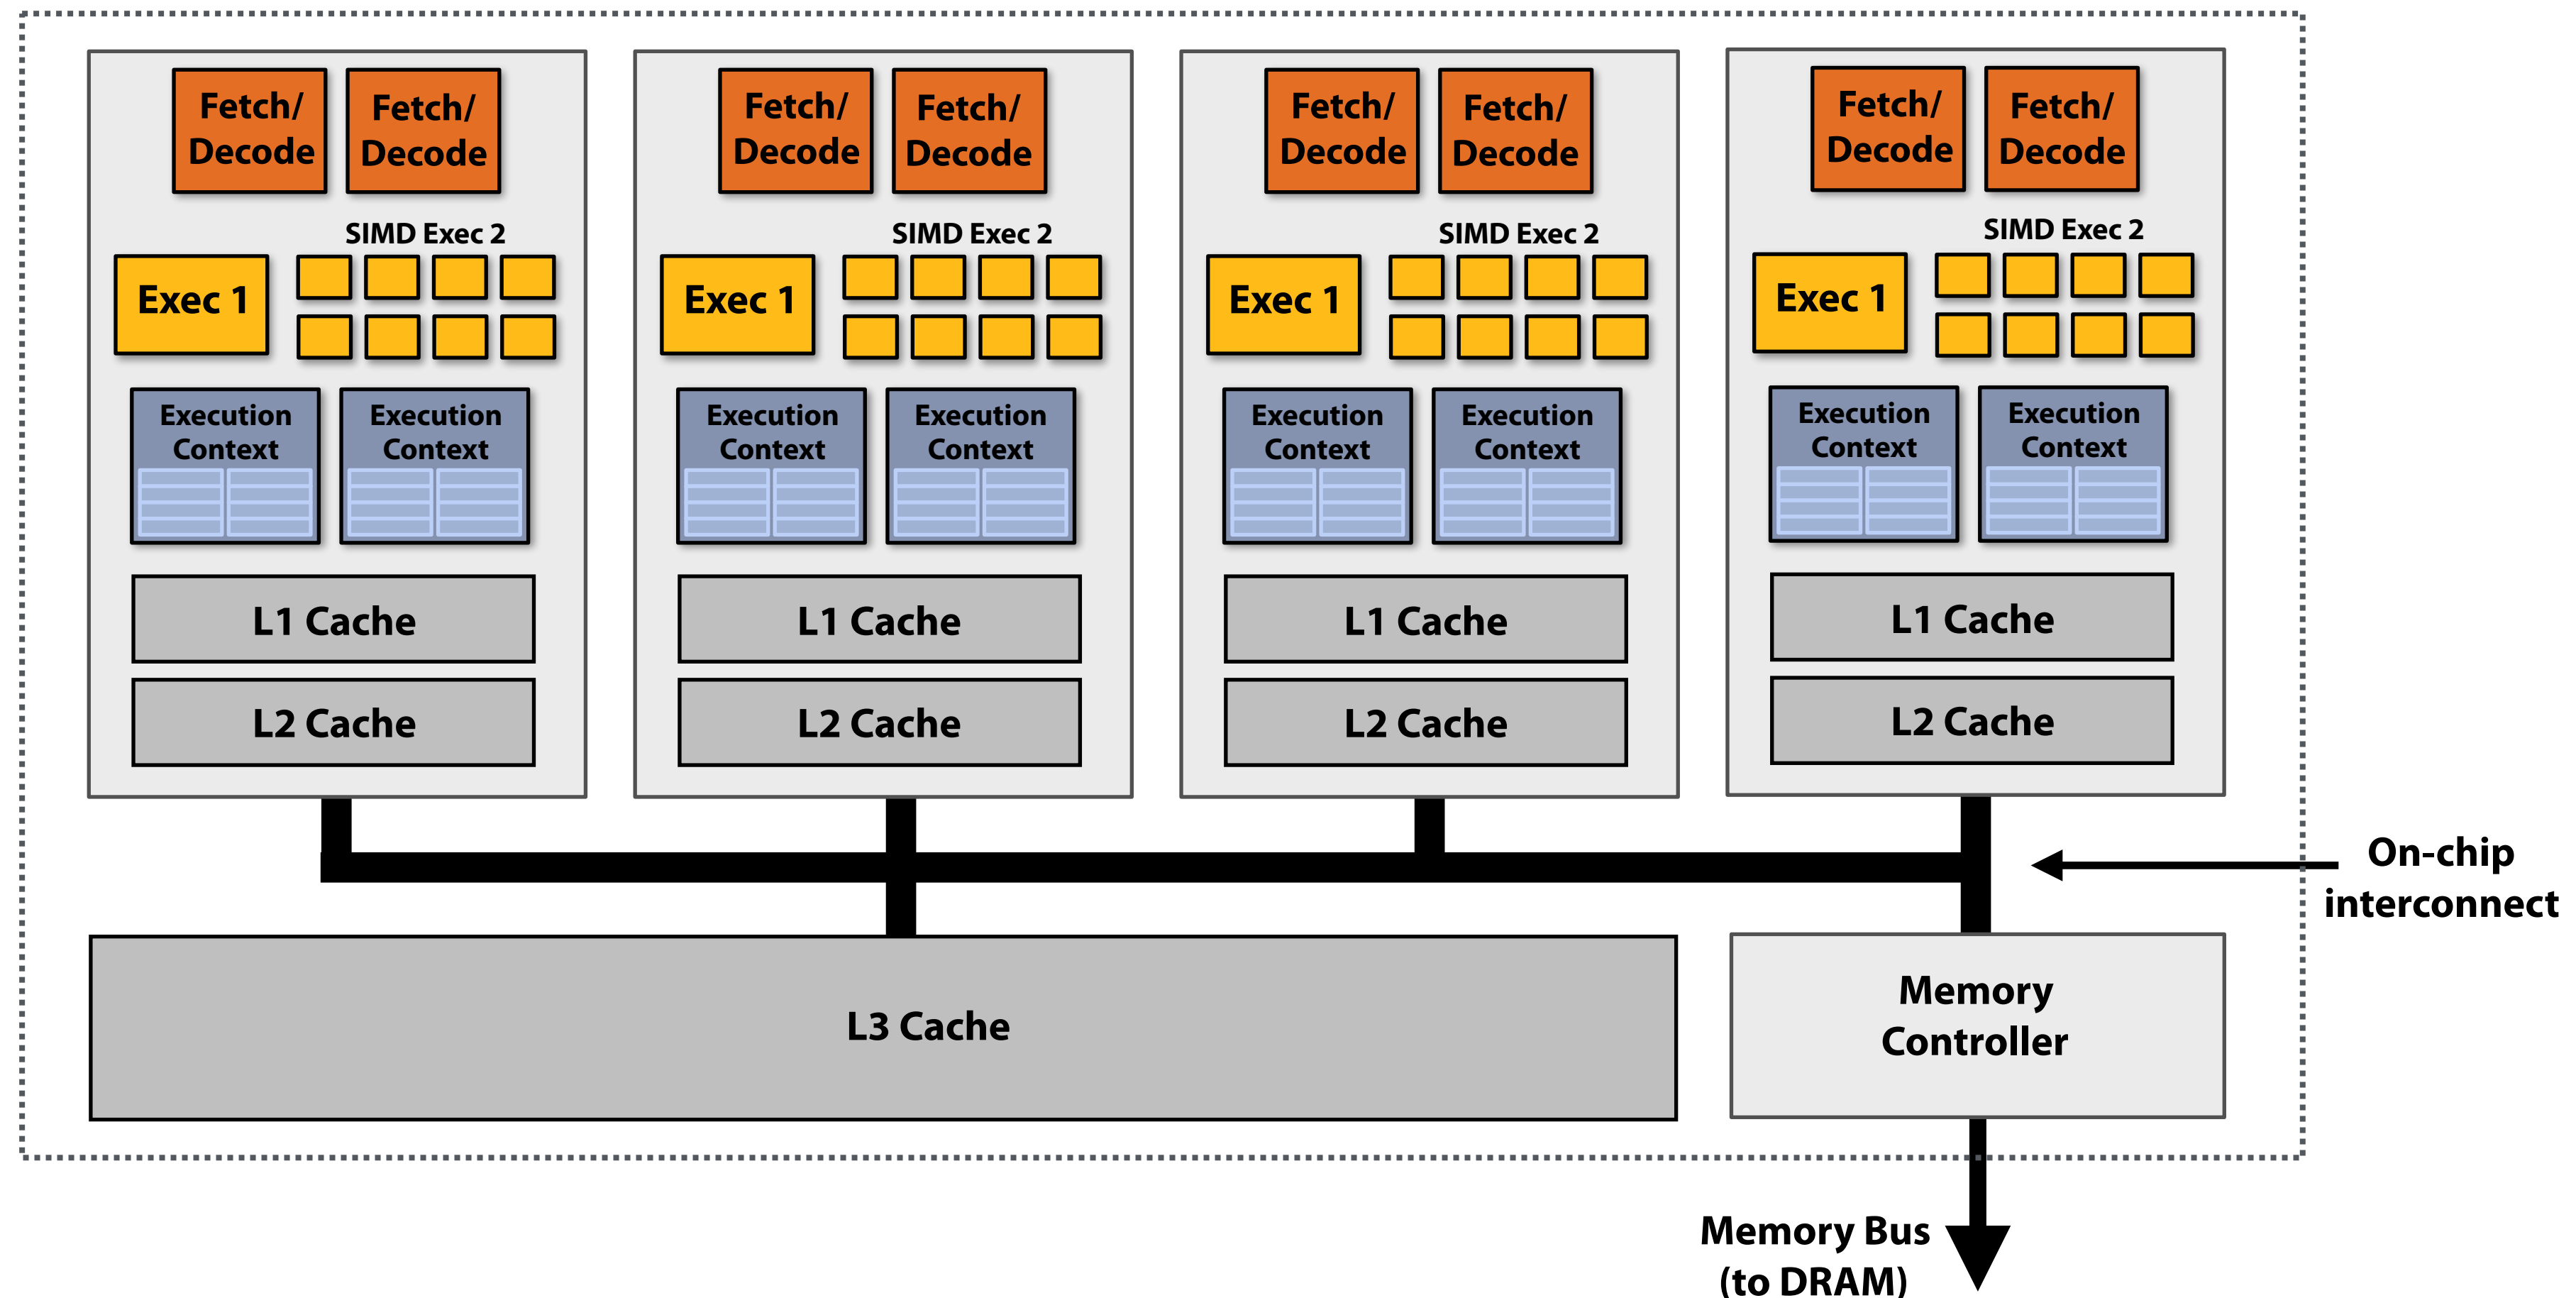 Fetch/
Decode
Fetch/
Decode
SIMD Exec 2
Exec 1
Execution
Context
Execution
Context
L1 Cache
L2 Cache
Fetch/
Decode
Fetch/
Decode
SIMD Exec 2
Exec 1
Execution
Context
Execution
Context
L1 Cache
L2 Cache
Fetch/
Decode
Fetch/
Decode
SIMD Exec 2
Exec 1
Execution
Context
Execution
Context
L1 Cache
L2 Cache
Fetch/
Decode
Fetch/
Decode
SIMD Exec 2
Exec 1
Execution
Context
Execution
Context
L1 Cache
L2 Cache
On-chip
interconnect
L3 Cache
Memory
Controller
Memory Bus
(to DRAM)